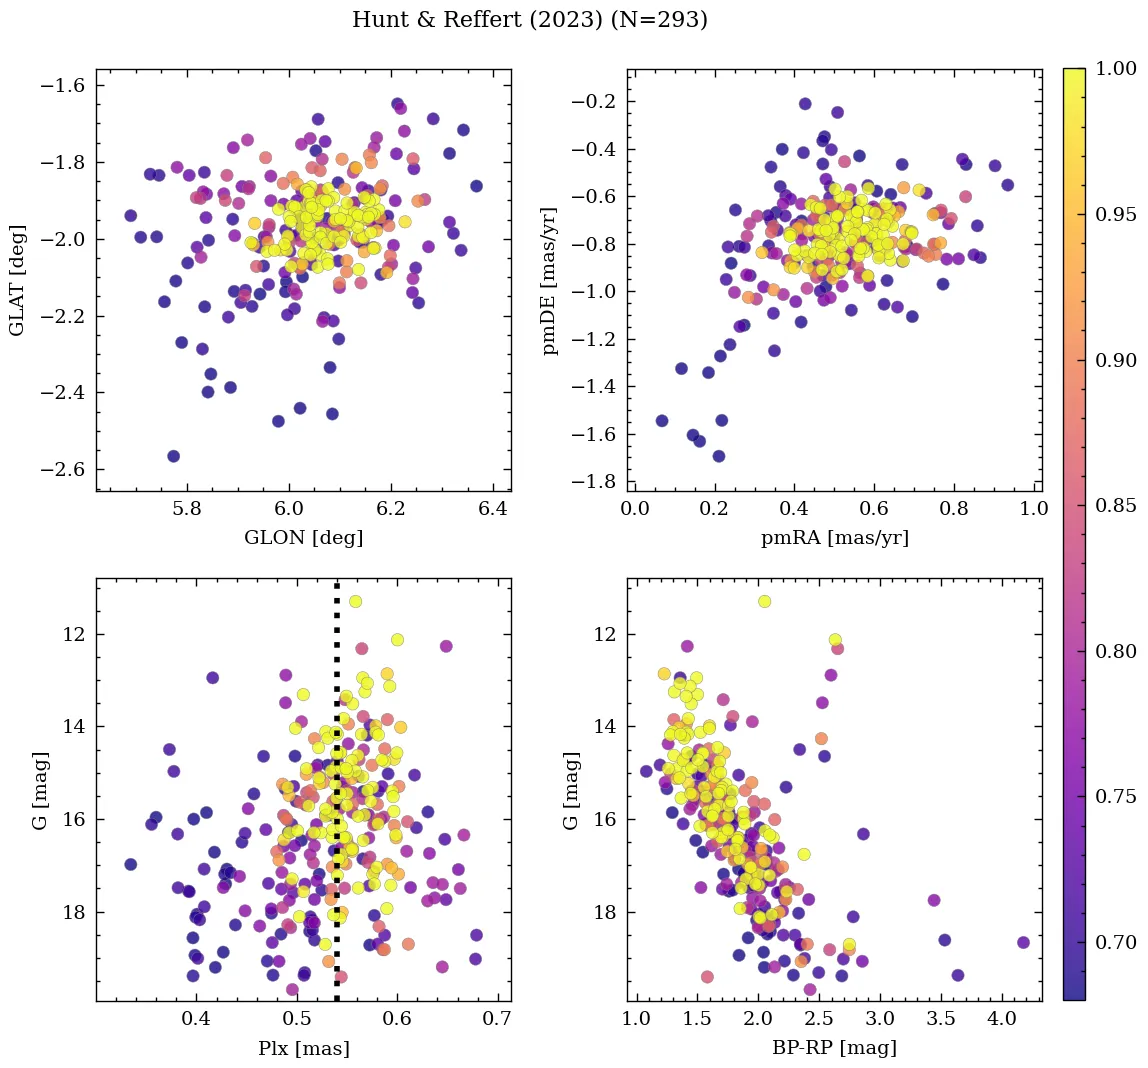 Hunt & Reffert (2023) (N=293)
−1.6
−1.8
−2.0
−2.2
−2.4
−2.6
GLAT [deg]
5.8 6.0 6.2 6.4
GLON [deg]
−0.2
−0.4
−0.6
−0.8
−1.0
−1.2
−1.4
−1.6
−1.8
pmDE [mas/yr]
0.0 0.2 0.4 0.6 0.8 1.0
pmRA [mas/yr]
12
14
16
18
G [mag]
0.4 0.5 0.6 0.7
Plx [mas]
12
14
16
18
G [mag]
1.0 1.5 2.0 2.5 3.0 3.5 4.0
BP-RP [mag]
1.00
0.95
0.90
0.85
0.80
0.75
0.70